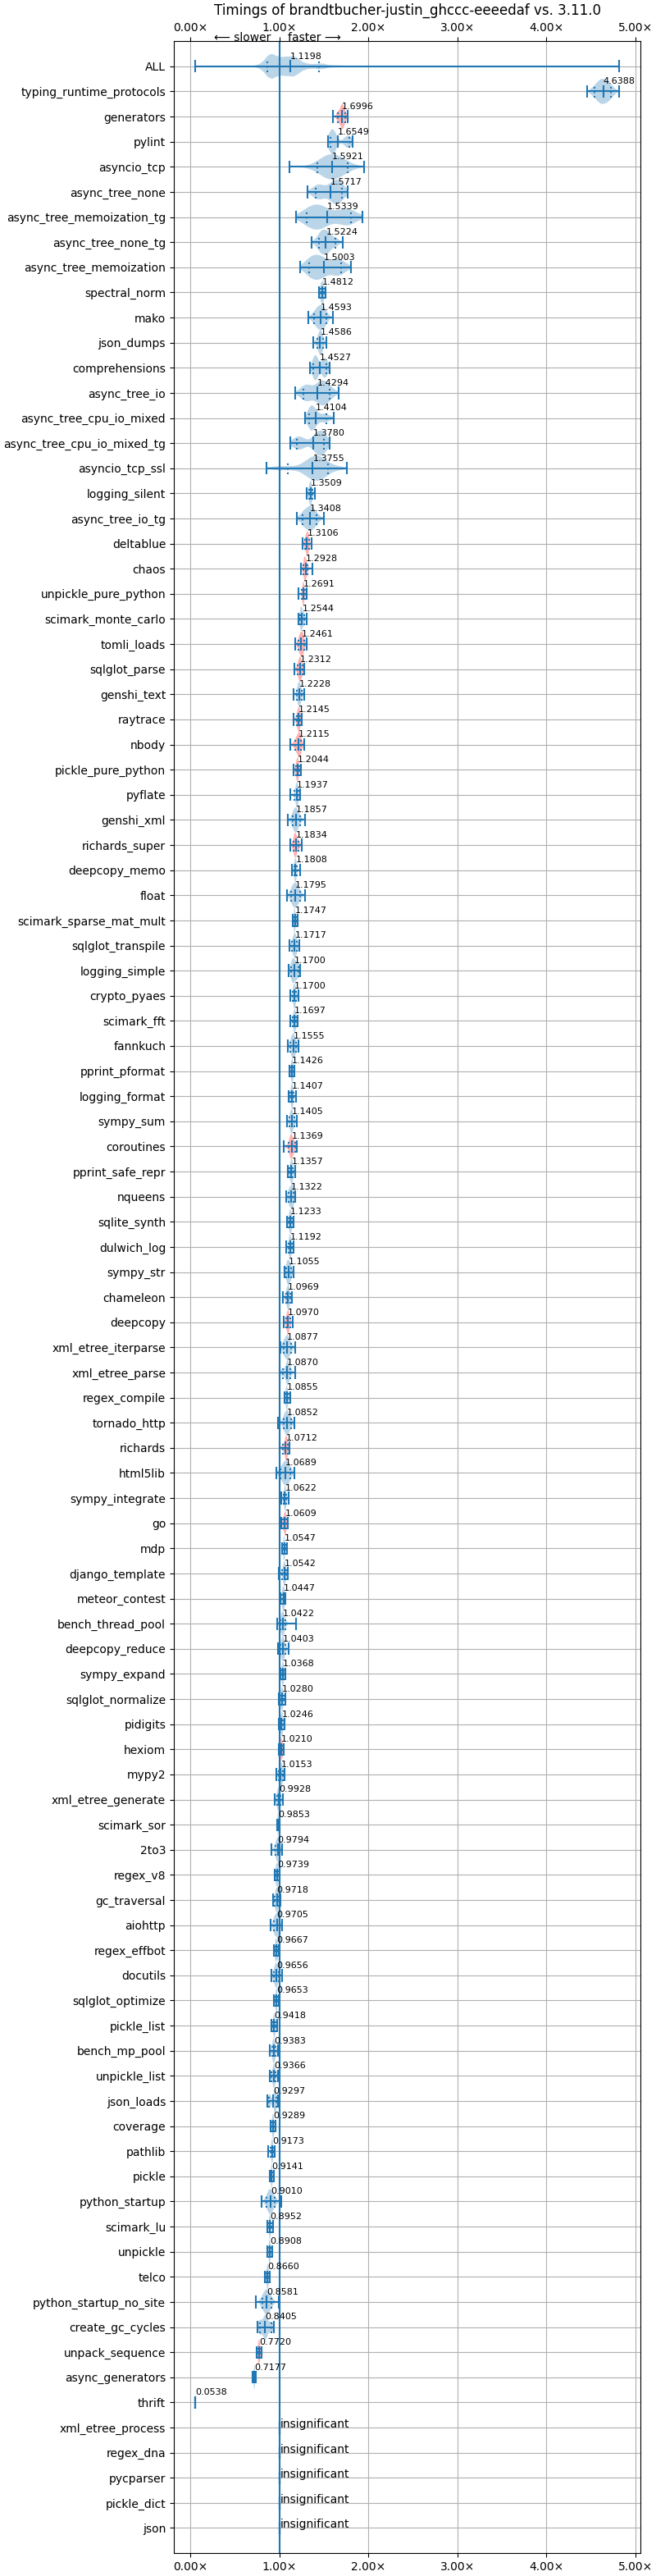 Timings of brandtbucher-justin_ghccc-eeeedaf vs. 3.11.0
0.00× 1.00× 2.00× 3.00× 4.00× 5.00×
⟵ slower faster ⟶
ALL 1.1198
typing_runtime_protocols 4.6388
generators 1.6996
pylint 1.6549
asyncio_tcp 1.5921
async_tree_none 1.5717
async_tree_memoization_tg 1.5339
async_tree_none_tg 1.5224
async_tree_memoization 1.5003
spectral_norm 1.4812
mako 1.4593
json_dumps 1.4586
comprehensions 1.4527
async_tree_io 1.4294
async_tree_cpu_io_mixed 1.4104
async_tree_cpu_io_mixed_tg 1.3780
asyncio_tcp_ssl 1.3755
logging_silent 1.3509
async_tree_io_tg 1.3408
deltablue 1.3106
chaos 1.2928
unpickle_pure_python 1.2691
scimark_monte_carlo 1.2544
tomli_loads 1.2461
sqlglot_parse 1.2312
genshi_text 1.2228
raytrace 1.2145
nbody 1.2115
pickle_pure_python 1.2044
pyflate 1.1937
genshi_xml 1.1857
richards_super 1.1834
deepcopy_memo 1.1808
float 1.1795
scimark_sparse_mat_mult 1.1747
sqlglot_transpile 1.1717
logging_simple 1.1700
crypto_pyaes 1.1700
scimark_fft 1.1697
fannkuch 1.1555
pprint_pformat 1.1426
logging_format 1.1407
sympy_sum 1.1405
coroutines 1.1369
pprint_safe_repr 1.1357
nqueens 1.1322
sqlite_synth 1.1233
dulwich_log 1.1192
sympy_str 1.1055
chameleon 1.0969
deepcopy 1.0970
xml_etree_iterparse 1.0877
xml_etree_parse 1.0870
regex_compile 1.0855
tornado_http 1.0852
richards 1.0712
html5lib 1.0689
sympy_integrate 1.0622
go 1.0609
mdp 1.0547
django_template 1.0542
meteor_contest 1.0447
bench_thread_pool 1.0422
deepcopy_reduce 1.0403
sympy_expand 1.0368
sqlglot_normalize 1.0280
pidigits 1.0246
hexiom 1.0210
mypy2 1.0153
xml_etree_generate 0.9928
scimark_sor 0.9853
2to3 0.9794
regex_v8 0.9739
gc_traversal 0.9718
aiohttp 0.9705
regex_effbot 0.9667
docutils 0.9656
sqlglot_optimize 0.9653
pickle_list 0.9418
bench_mp_pool 0.9383
unpickle_list 0.9366
json_loads 0.9297
coverage 0.9289
pathlib 0.9173
pickle 0.9141
python_startup 0.9010
scimark_lu 0.8952
unpickle 0.8908
telco 0.8660
python_startup_no_site 0.8581
create_gc_cycles 0.8405
unpack_sequence 0.7720
async_generators 0.7177
thrift 0.0538
xml_etree_process insignificant
regex_dna insignificant
pycparser insignificant
pickle_dict insignificant
json insignificant
0.00× 1.00× 2.00× 3.00× 4.00× 5.00×